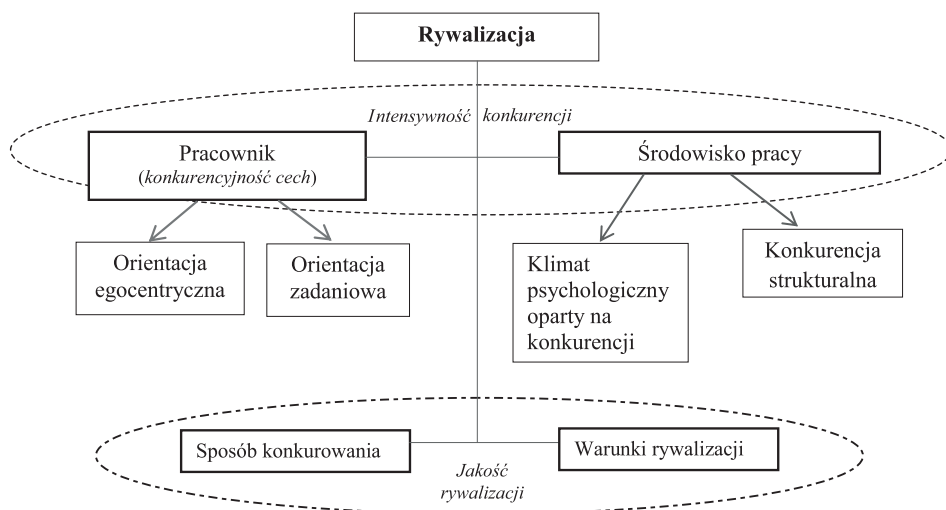 Rywalizacja
Intensywność konkurencji
Pracownik
(konkurencyjność cech)
Środowisko pracy
Orientacja
egocentryczna
Orientacja
zadaniowa
Klimat
psychologiczny
oparty na
konkurencji
Konkurencja
strukturalna
Sposób konkurowania
Warunki rywalizacji
Jakość
rywalizacji